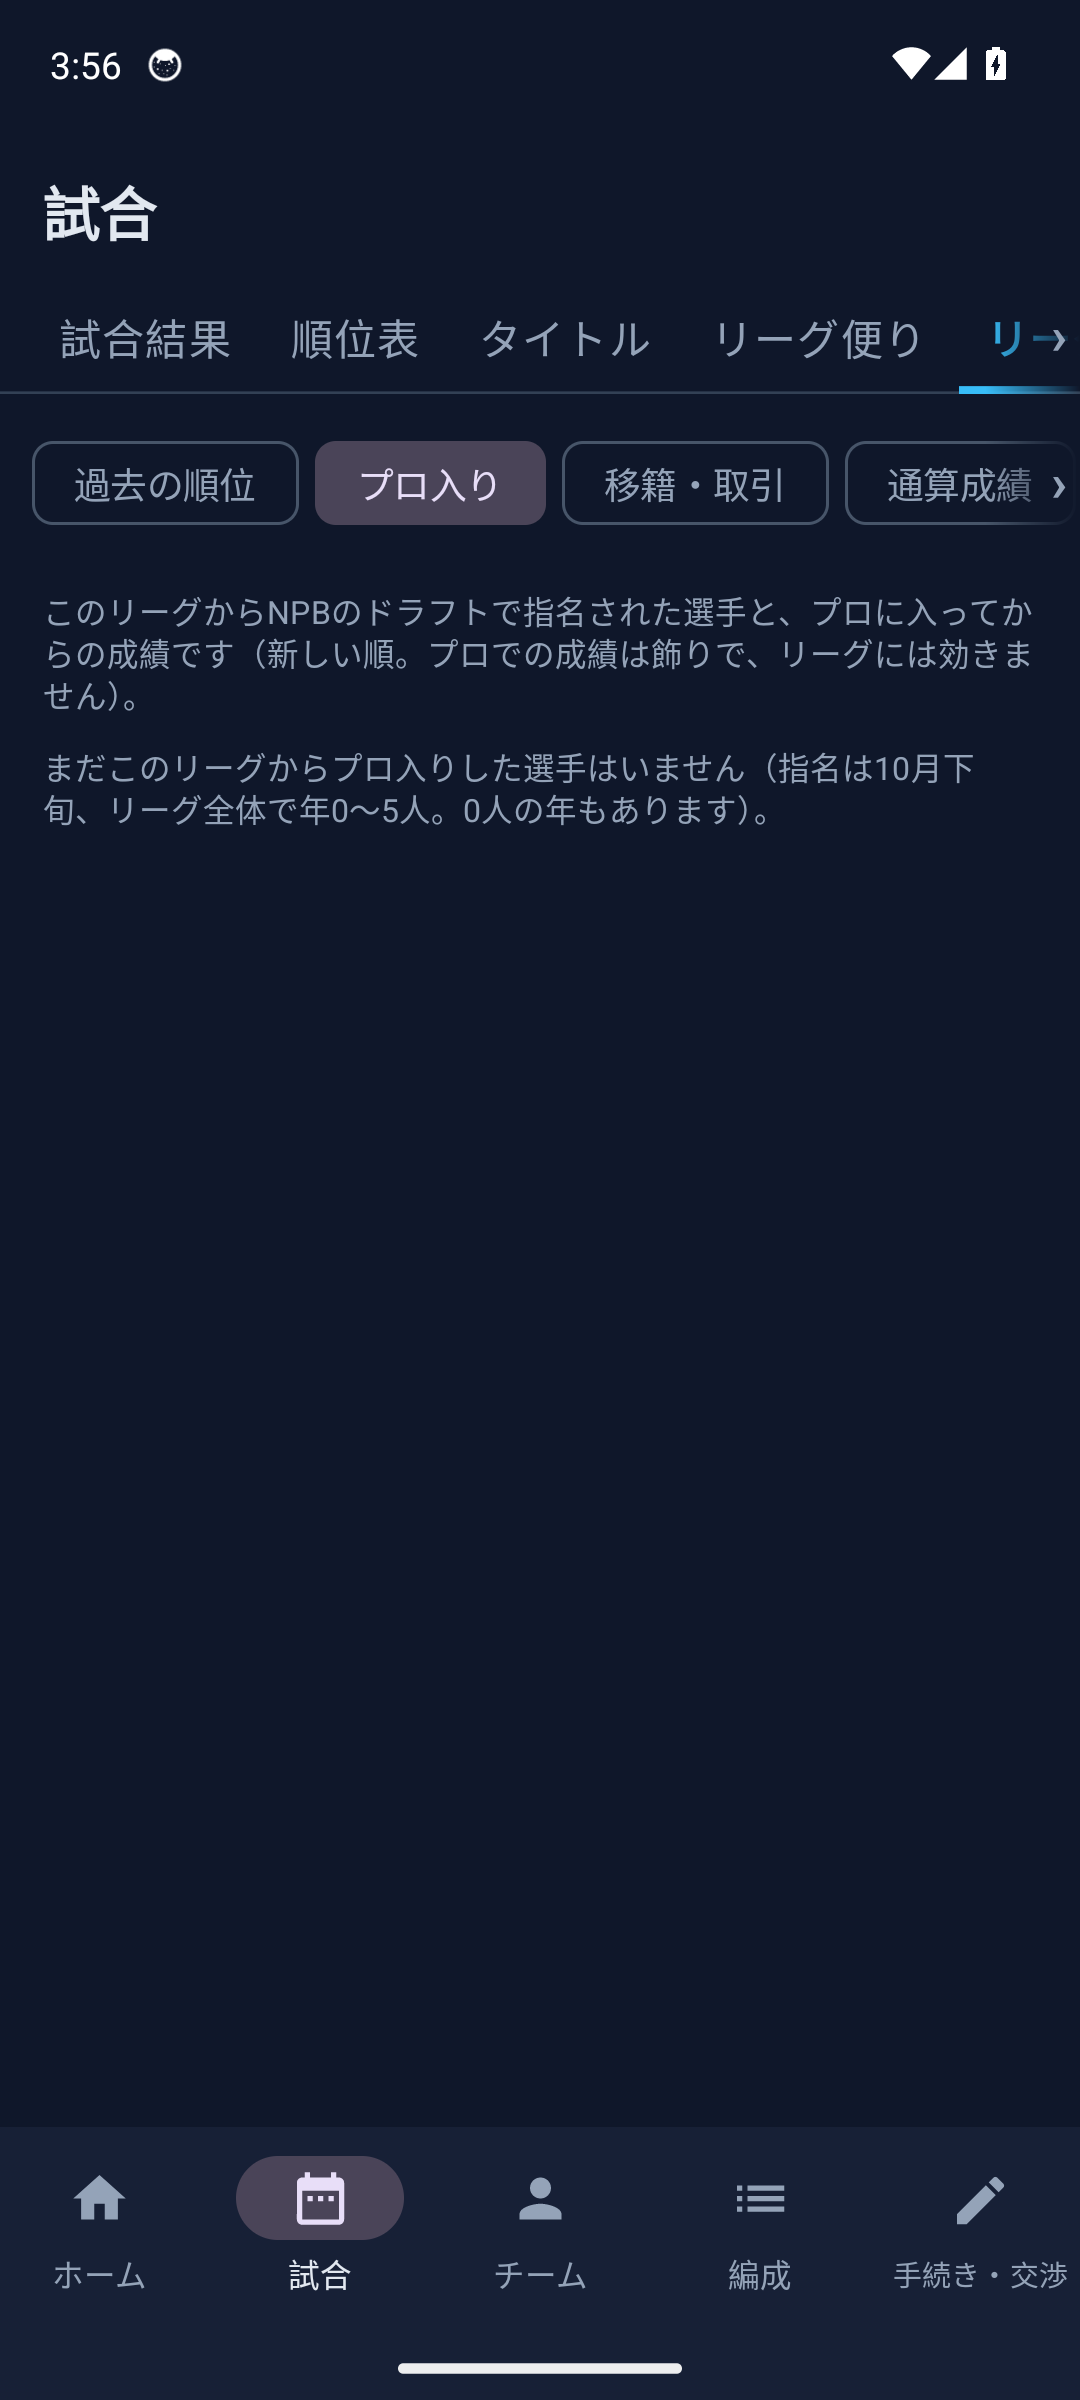 3:56
試合
試合結果 順位表 タイトル リーグ便り リー ›
過去の順位 プロ入り 移籍・取引 通算成績 ›
このリーグからNPBのドラフトで指名された選手と、プロに入ってか
らの成績です（新しい順。プロでの成績は飾りで、リーグには効きま
せん）。
まだこのリーグからプロ入りした選手はいません（指名は10月下
旬、リーグ全体で年0〜5人。0人の年もあります）。
ホーム 試合 チーム 編成 手続き・交渉